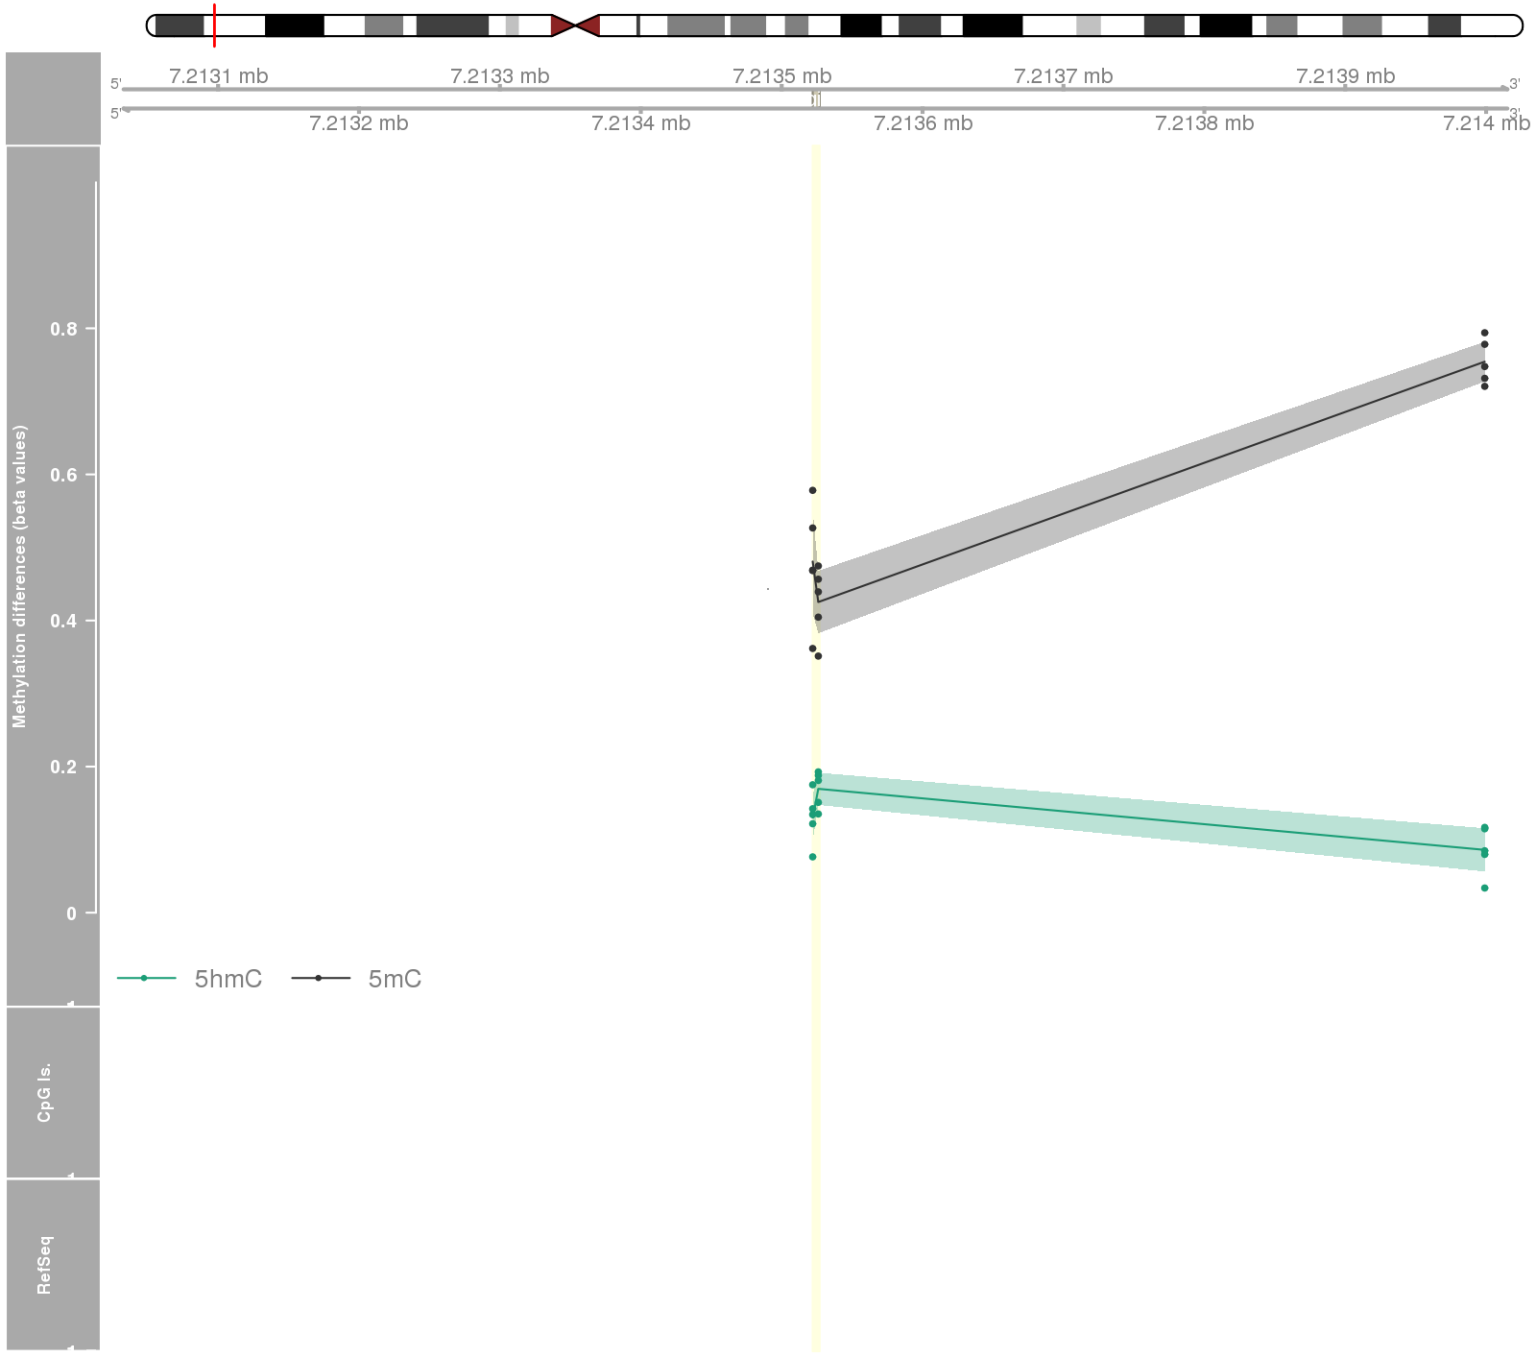 7.2131 mb 7.2133 mb 7.2135 mb 7.2137 mb 7.2139 mb
5' 3'
5' 3'
7.2132 mb 7.2134 mb 7.2136 mb 7.2138 mb 7.214 mb
Methylation differences (beta values)
0.8
0.6
0.4
0.2
0
5hmC 5mC
CpG Is.
RefSeq